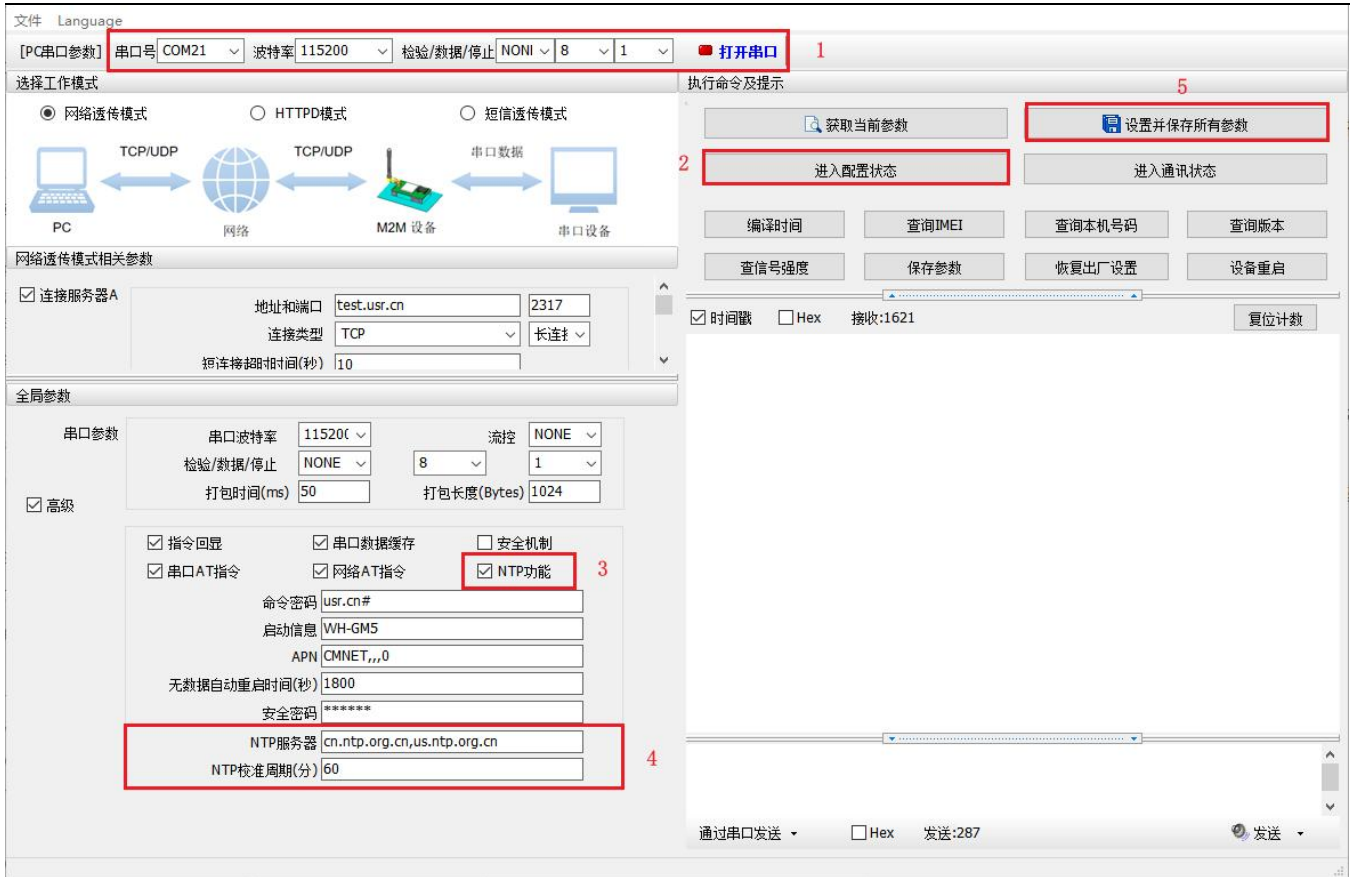 文件 Language
[PC串口参数] 串口号 COM21 波特率 115200 检验/数据/停止 NONI 8 1 打开串口 1
选择工作模式
网络透传模式 HTTPD模式 短信透传模式
TCP/UDP TCP/UDP 串口数据
PC 网络 M2M 设备 串口设备
网络透传模式相关参数
连接服务器A
地址和端口 test.usr.cn 2317
连接类型 TCP 长连接
短连接超时时间(秒) 10
全局参数
串口参数
串口波特率 11520( 流控 NONE
检验/数据/停止 NONE 8 1
打包时间(ms) 50 打包长度(Bytes) 1024
高级
指令回显 串口数据缓存 安全机制
串口AT指令 网络AT指令 NTP功能 3
命令密码 usr.cn#
启动信息 WH-GM5
APN CMNET,,,0
无数据自动重启时间(秒) 1800
安全密码 ******
NTP服务器 cn.ntp.org.cn,us.ntp.org.cn
NTP校准周期(分) 60
4
执行命令及提示
5
获取当前参数 设置并保存所有参数
2 进入配置状态 进入通讯状态
编译时间 查询IMEI 查询本机号码 查询版本
查信号强度 保存参数 恢复出厂设置 设备重启
时间戳 Hex 接收:1621 复位计数
通过串口发送 Hex 发送:287 发送